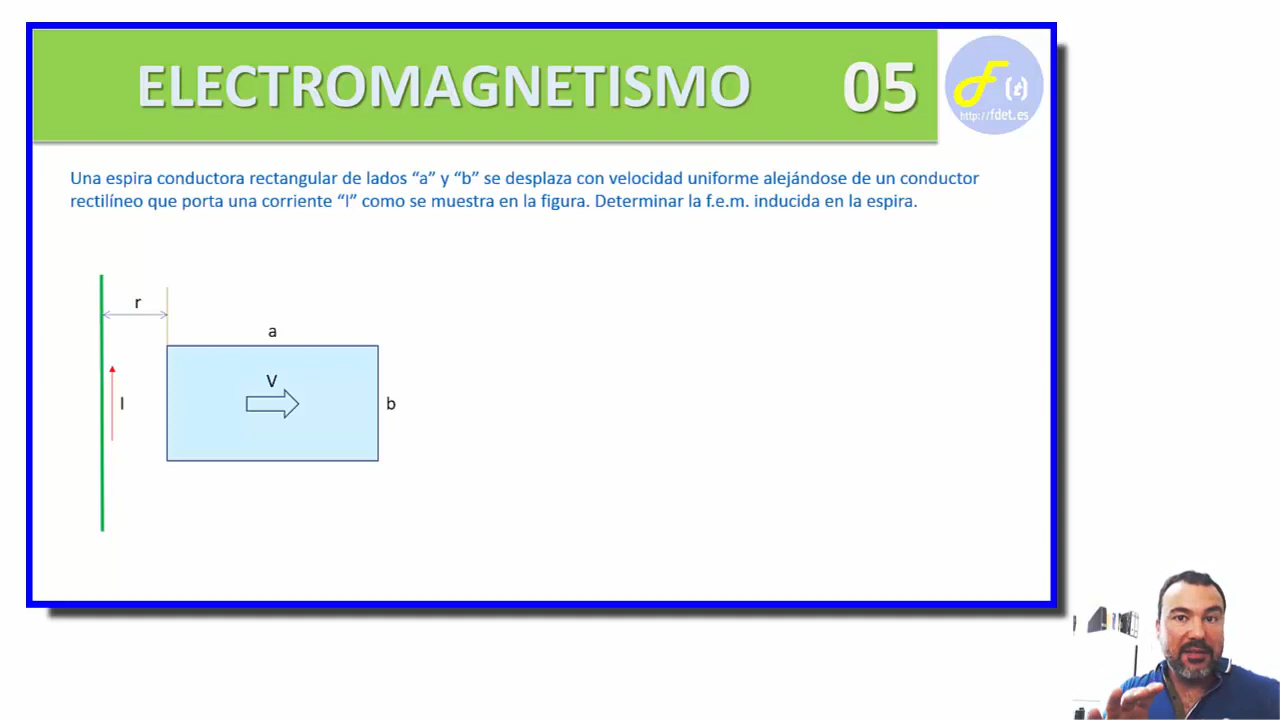 ELECTROMAGNETISMO 05
F (t)
http://fdet.es
Una espira conductora rectangular de lados “a” y “b” se desplaza con velocidad uniforme alejándose de un conductor
rectilíneo que porta una corriente “I” como se muestra en la figura. Determinar la f.e.m. inducida en la espira.
r
a
V
I
b